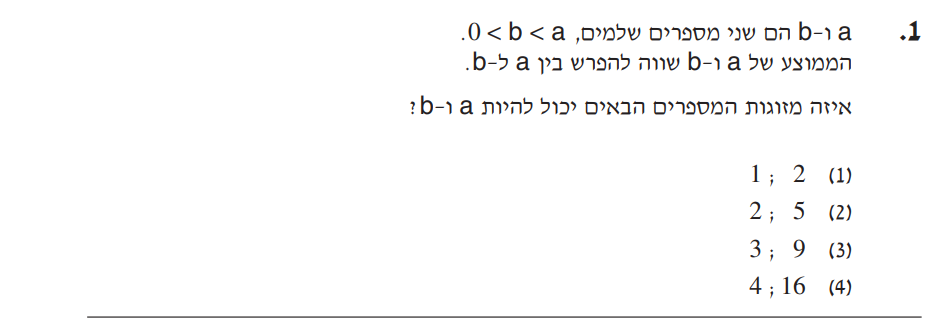 1. a ו-b הם שני מספרים שלמים, 0 < b < a.
הממוצע של a ו-b שווה להפרש בין a ל-b.
איזה מזוגות המספרים הבאים יכול להיות a ו-b?
(1) 2 ; 1
(2) 5 ; 2
(3) 9 ; 3
(4) 16 ; 4